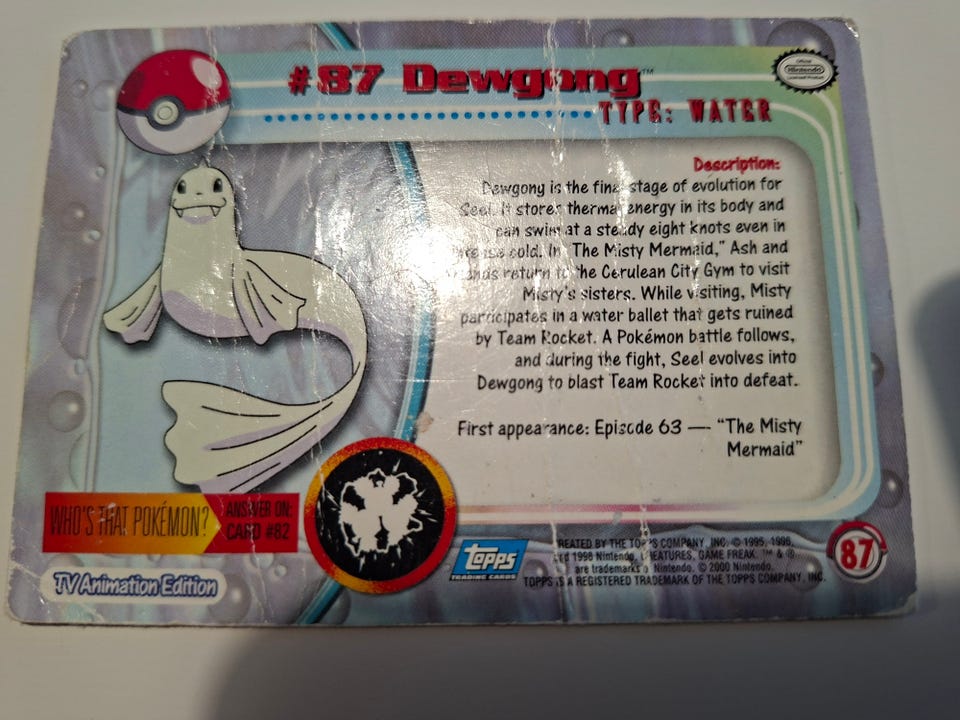 #87 Dewgong™
TYPE: WATER
Official
Nintendo
Licensed Product
Description:
Dewgong is the final stage of evolution for
Seel. It stores thermal energy in its body and
can swim at a steady eight knots even in
cold. In "The Misty Mermaid," Ash and
return to the Cerulean City Gym to visit
Misty's sisters. While visiting, Misty
participates in a water ballet that gets ruined
by Team Rocket. A Pokémon battle follows,
and during the fight, Seel evolves into
Dewgong to blast Team Rocket into defeat.
First appearance: Episode 63 — "The Misty
Mermaid"
WHO'S THAT POKÉMON?
ANSWER ON:
CARD #82
TV Animation Edition
topps
TRADING CARDS
CREATED BY THE TOPPS COMPANY, INC. © 1995, 1996,
and 1998 Nintendo, CREATURES, GAME FREAK. ™ & ®
are trademarks of Nintendo. © 2000 Nintendo.
TOPPS IS A REGISTERED TRADEMARK OF THE TOPPS COMPANY, INC.
87